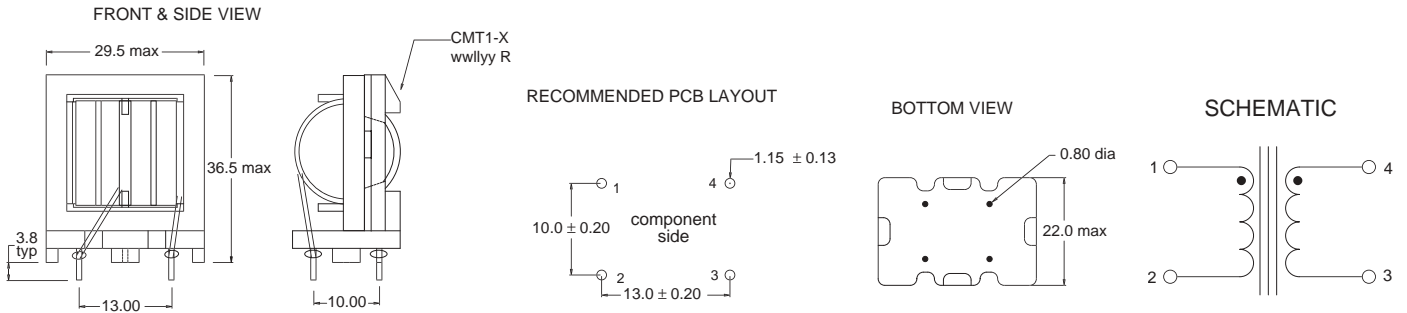 FRONT & SIDE VIEW
29.5 max
36.5 max
3.8
typ
13.00
CMT1-X
wwllyy R
10.00
RECOMMENDED PCB LAYOUT
1.15 ± 0.13
1
4
10.0 ± 0.20
component
side
2
3
13.0 ± 0.20
BOTTOM VIEW
0.80 dia
22.0 max
SCHEMATIC
1
4
2
3